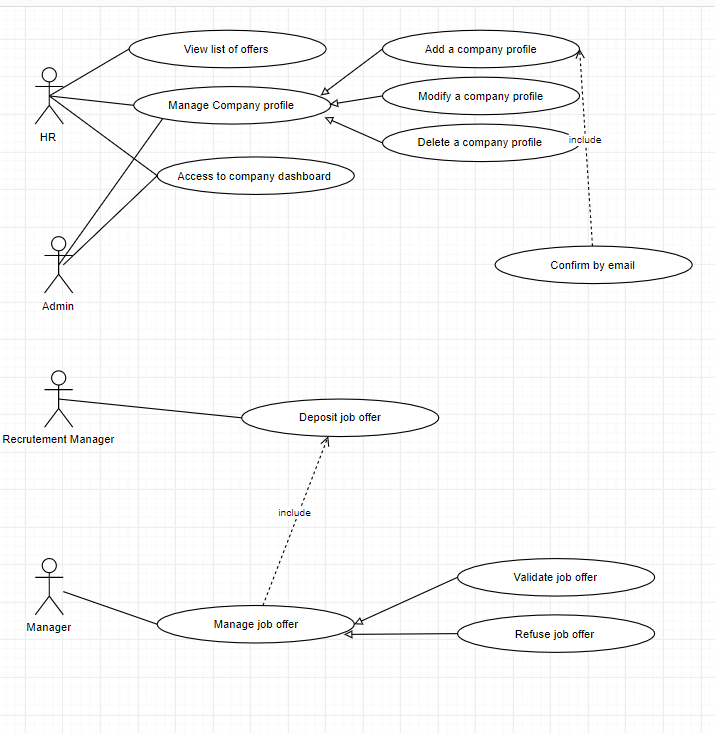 View list of offers
Add a company profile
Manage Company profile
Modify a company profile
HR
Delete a company profile
include
Access to company dashboard
Confirm by email
Admin
Deposit job offer
Recrutement Manager
include
Validate job offer
Manager
Manage job offer
Refuse job offer